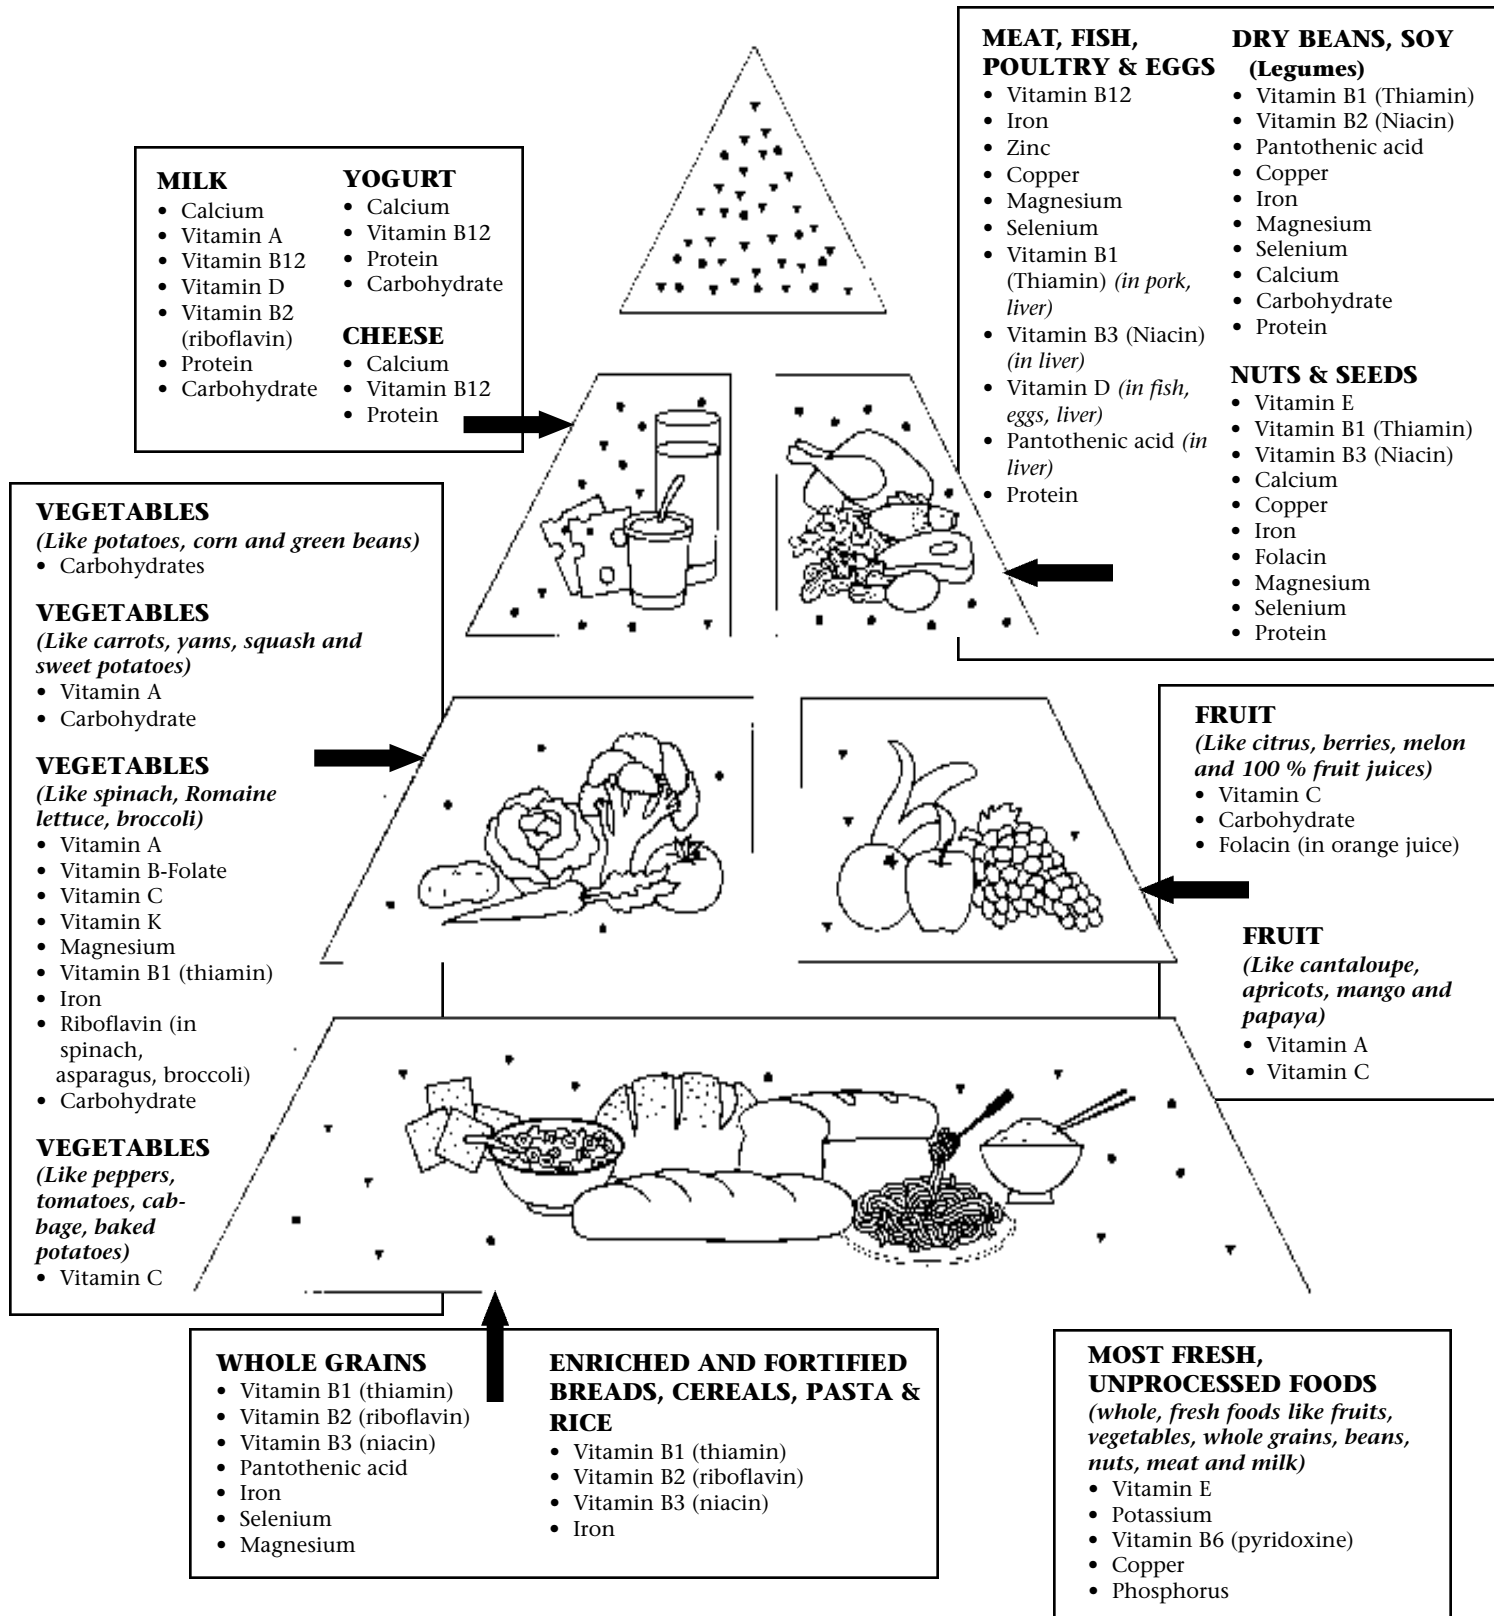 MEAT, FISH,
POULTRY & EGGS
• Vitamin B12
• Iron
• Zinc
• Copper
• Magnesium
• Selenium
• Vitamin B1
(Thiamin) (in pork,
liver)
• Vitamin B3 (Niacin)
(in liver)
• Vitamin D (in fish,
eggs, liver)
• Pantothenic acid (in
liver)
• Protein
DRY BEANS, SOY
(Legumes)
• Vitamin B1 (Thiamin)
• Vitamin B2 (Niacin)
• Pantothenic acid
• Copper
• Iron
• Magnesium
• Selenium
• Calcium
• Carbohydrate
• Protein
NUTS & SEEDS
• Vitamin E
• Vitamin B1 (Thiamin)
• Vitamin B3 (Niacin)
• Calcium
• Copper
• Iron
• Folacin
• Magnesium
• Selenium
• Protein
MILK
• Calcium
• Vitamin A
• Vitamin B12
• Vitamin D
• Vitamin B2
(riboflavin)
• Protein
• Carbohydrate
YOGURT
• Calcium
• Vitamin B12
• Protein
• Carbohydrate
CHEESE
• Calcium
• Vitamin B12
• Protein
VEGETABLES
(Like potatoes, corn and green beans)
• Carbohydrates
VEGETABLES
(Like carrots, yams, squash and
sweet potatoes)
• Vitamin A
• Carbohydrate
VEGETABLES
(Like spinach, Romaine
lettuce, broccoli)
• Vitamin A
• Vitamin B-Folate
• Vitamin C
• Vitamin K
• Magnesium
• Vitamin B1 (thiamin)
• Iron
• Riboflavin (in
spinach,
asparagus, broccoli)
• Carbohydrate
VEGETABLES
(Like peppers,
tomatoes, cab-
bage, baked
potatoes)
• Vitamin C
FRUIT
(Like citrus, berries, melon
and 100 % fruit juices)
• Vitamin C
• Carbohydrate
• Folacin (in orange juice)
FRUIT
(Like cantaloupe,
apricots, mango and
papaya)
• Vitamin A
• Vitamin C
WHOLE GRAINS
• Vitamin B1 (thiamin)
• Vitamin B2 (riboflavin)
• Vitamin B3 (niacin)
• Pantothenic acid
• Iron
• Selenium
• Magnesium
ENRICHED AND FORTIFIED
BREADS, CEREALS, PASTA &
RICE
• Vitamin B1 (thiamin)
• Vitamin B2 (riboflavin)
• Vitamin B3 (niacin)
• Iron
MOST FRESH,
UNPROCESSED FOODS
(whole, fresh foods like fruits,
vegetables, whole grains, beans,
nuts, meat and milk)
• Vitamin E
• Potassium
• Vitamin B6 (pyridoxine)
• Copper
• Phosphorus